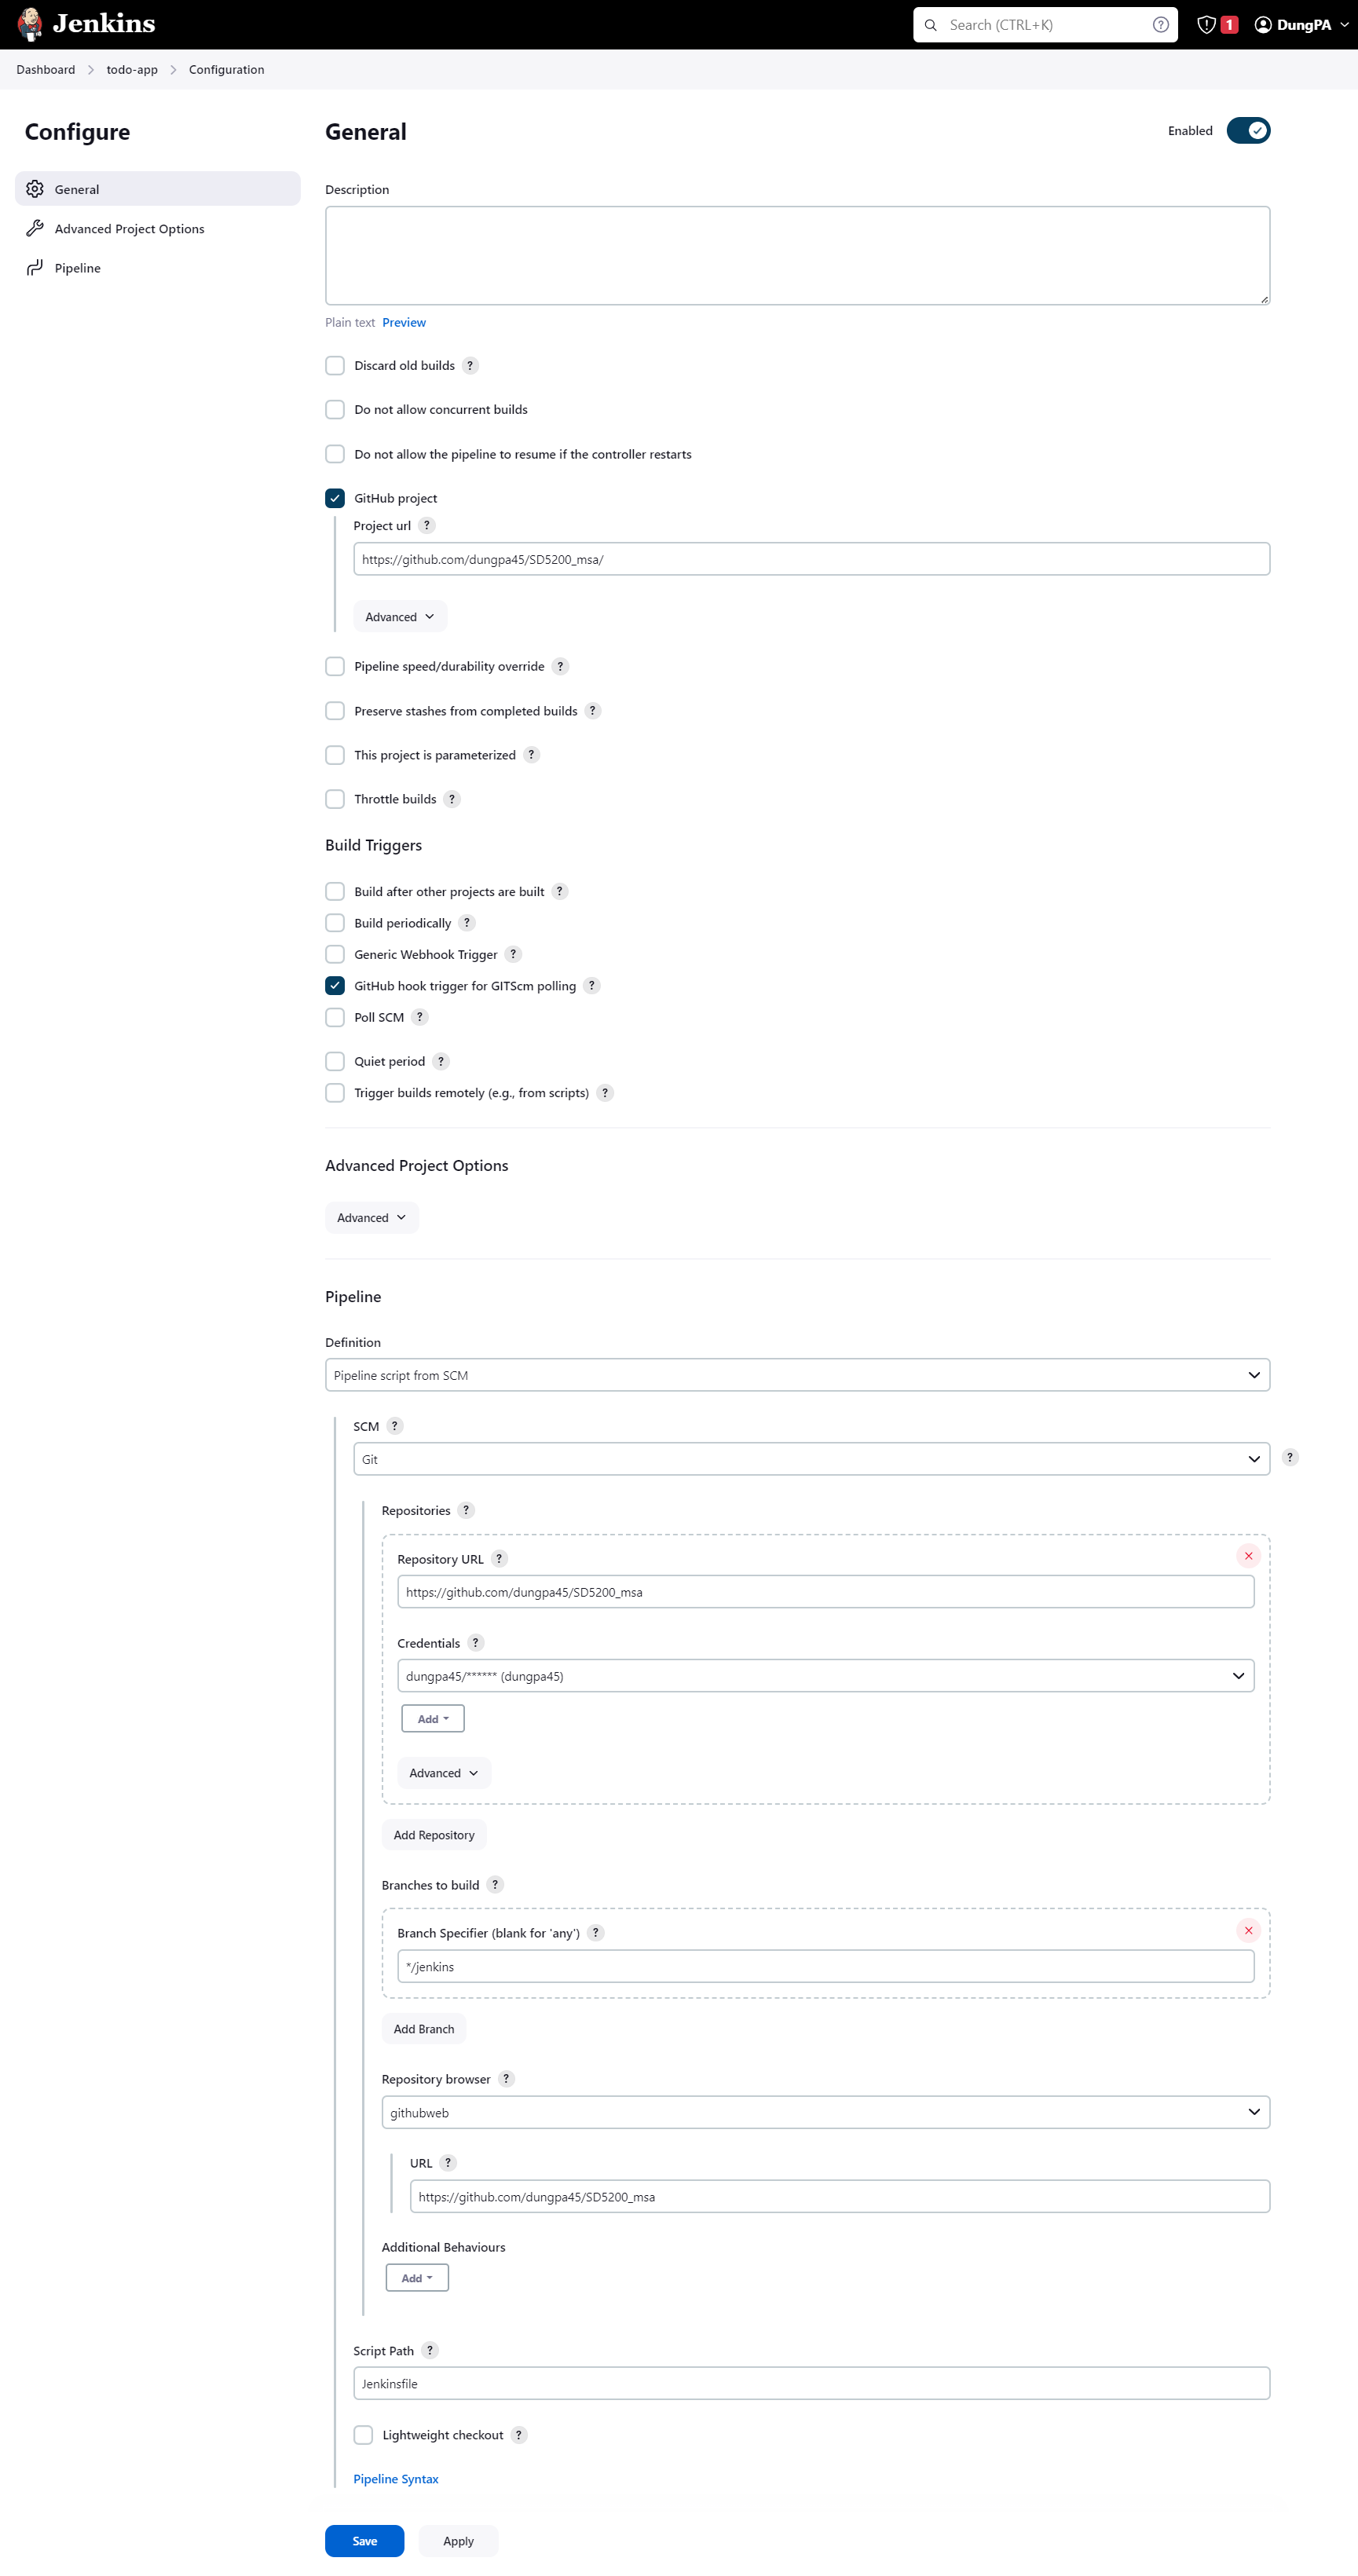 Jenkins
Search (CTRL+K)
?
1
DungPA
Dashboard > todo-app > Configuration
Configure
General
Advanced Project Options
Pipeline
General
Enabled
Description
Plain text Preview
Discard old builds ?
Do not allow concurrent builds
Do not allow the pipeline to resume if the controller restarts
GitHub project
Project url ?
https://github.com/dungpa45/SD5200_msa/
Advanced
Pipeline speed/durability override ?
Preserve stashes from completed builds ?
This project is parameterized ?
Throttle builds ?
Build Triggers
Build after other projects are built ?
Build periodically ?
Generic Webhook Trigger ?
GitHub hook trigger for GITScm polling ?
Poll SCM ?
Quiet period ?
Trigger builds remotely (e.g., from scripts) ?
Advanced Project Options
Advanced
Pipeline
Definition
Pipeline script from SCM
SCM ?
Git
?
Repositories ?
Repository URL ?
https://github.com/dungpa45/SD5200_msa
Credentials ?
dungpa45/****** (dungpa45)
Add
Advanced
Add Repository
Branches to build ?
Branch Specifier (blank for 'any') ?
*/jenkins
Add Branch
Repository browser ?
githubweb
URL ?
https://github.com/dungpa45/SD5200_msa
Additional Behaviours
Add
Script Path ?
Jenkinsfile
Lightweight checkout ?
Pipeline Syntax
Save
Apply